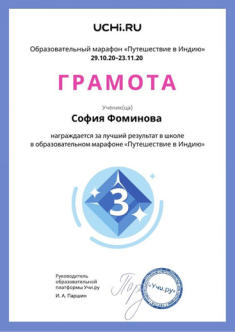 UCHi.RU
Образовательный марафон «Путешествие в Индию»
29.10.20–23.11.20
ГРАМОТА
Ученик(ца)
София Фоминова
награждается за лучший результат в школе
в образовательном марафоне «Путешествие в Индию»
3
Руководитель
образовательной
платформы Учи.ру
И. А. Паршин
«Учи.ру»